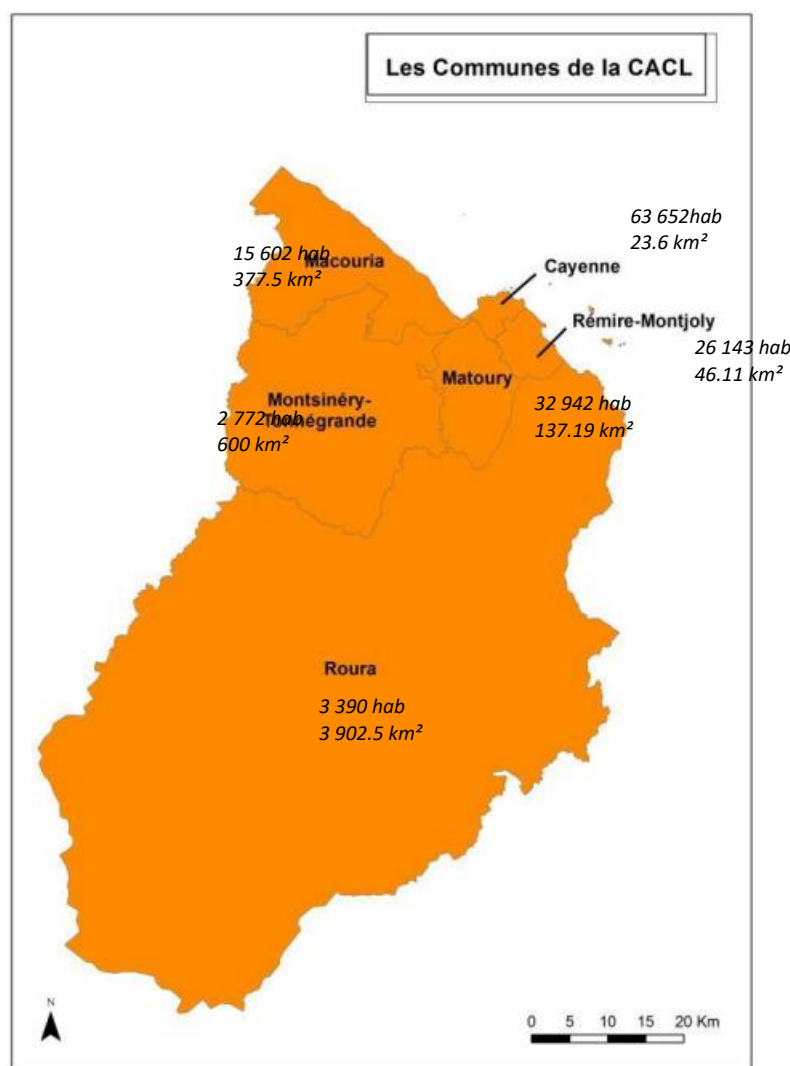 Les Communes de la CACL
63 652hab
23.6 km²
15 602 hab
Macouria
377.5 km²
Cayenne
Rémire-Montjoly
26 143 hab
46.11 km²
Matoury
32 942 hab
137.19 km²
Montsinéry-
Tonnégrande
2 772 hab
600 km²
Roura
3 390 hab
3 902.5 km²
N
0 5 10 15 20 Km